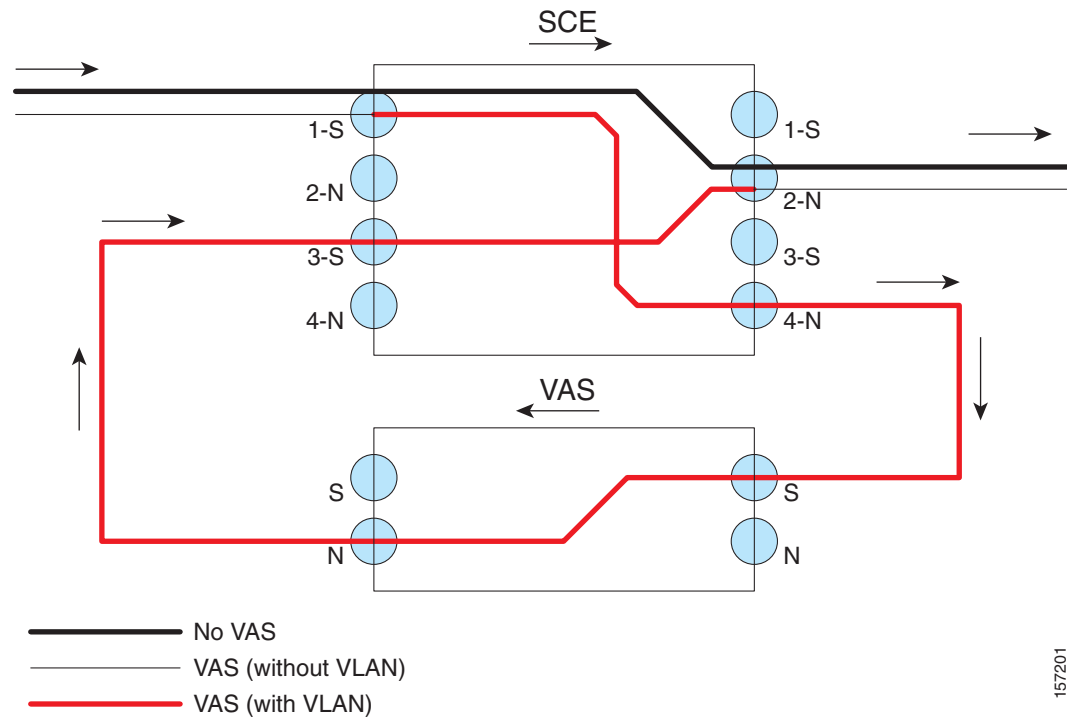 SCE
1-S
1-S
2-N
2-N
3-S
3-S
4-N
4-N
VAS
S
S
N
N
No VAS
VAS (without VLAN)
VAS (with VLAN)
157201